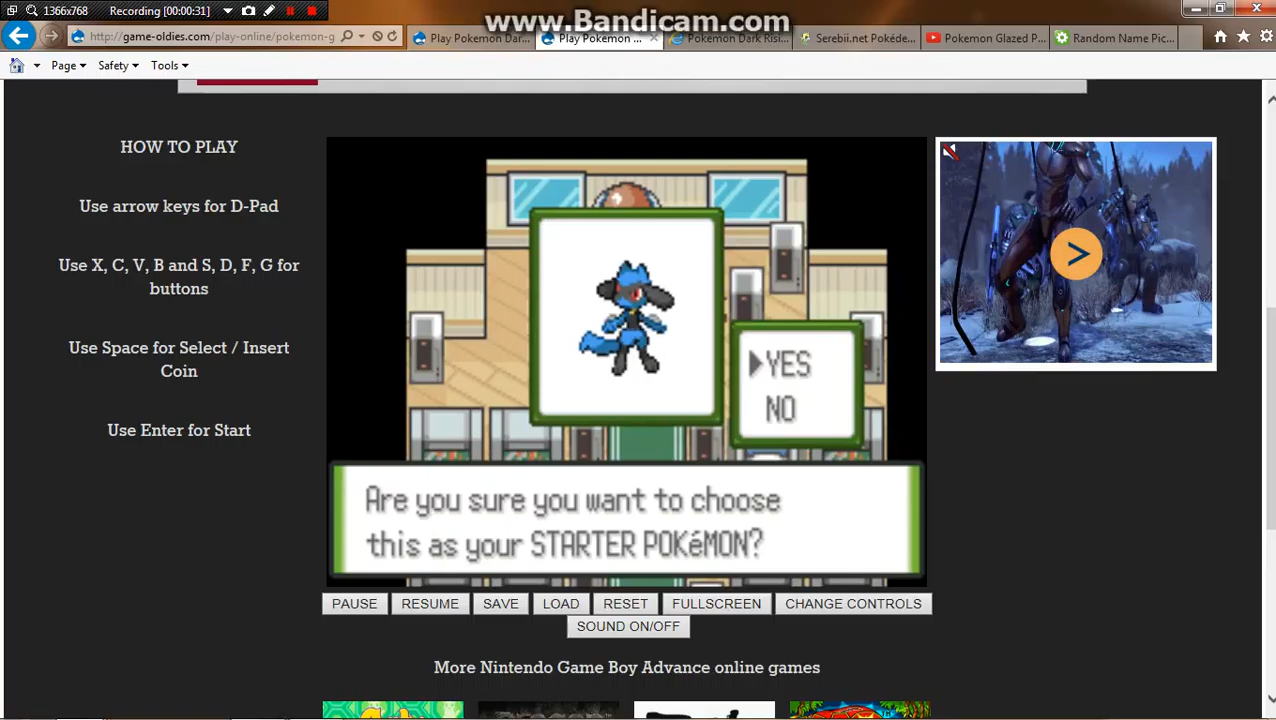 1366x768 Recording [00:00:31]
www.Bandicam.com
http://game-oldies.com/play-online/pokemon-g
Play Pokemon Dar...
Play Pokemon ...
Pokemon Dark Risi...
Serebii.net Pokéde...
Pokemon Glazed P...
Random Name Pic...
Page Safety Tools
HOW TO PLAY
Use arrow keys for D-Pad
Use X, C, V, B and S, D, F, G for
buttons
Use Space for Select / Insert
Coin
Use Enter for Start
YES
NO
Are you sure you want to choose
this as your STARTER POKéMON?
PAUSE RESUME SAVE LOAD RESET FULLSCREEN CHANGE CONTROLS
SOUND ON/OFF
More Nintendo Game Boy Advance online games